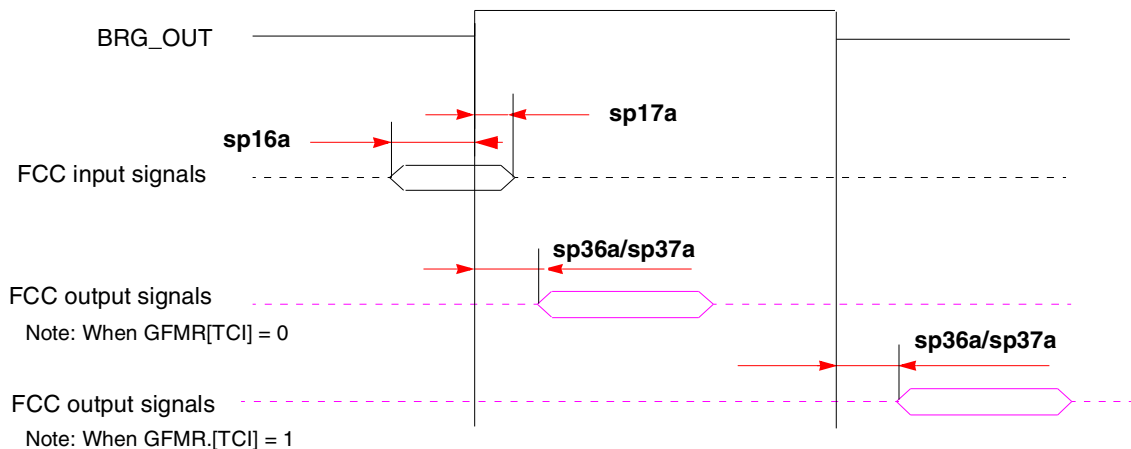 BRG_OUT
sp17a
sp16a
FCC input signals
sp36a/sp37a
FCC output signals
Note: When GFMR[TCI] = 0
sp36a/sp37a
FCC output signals
Note: When GFMR.[TCI] = 1